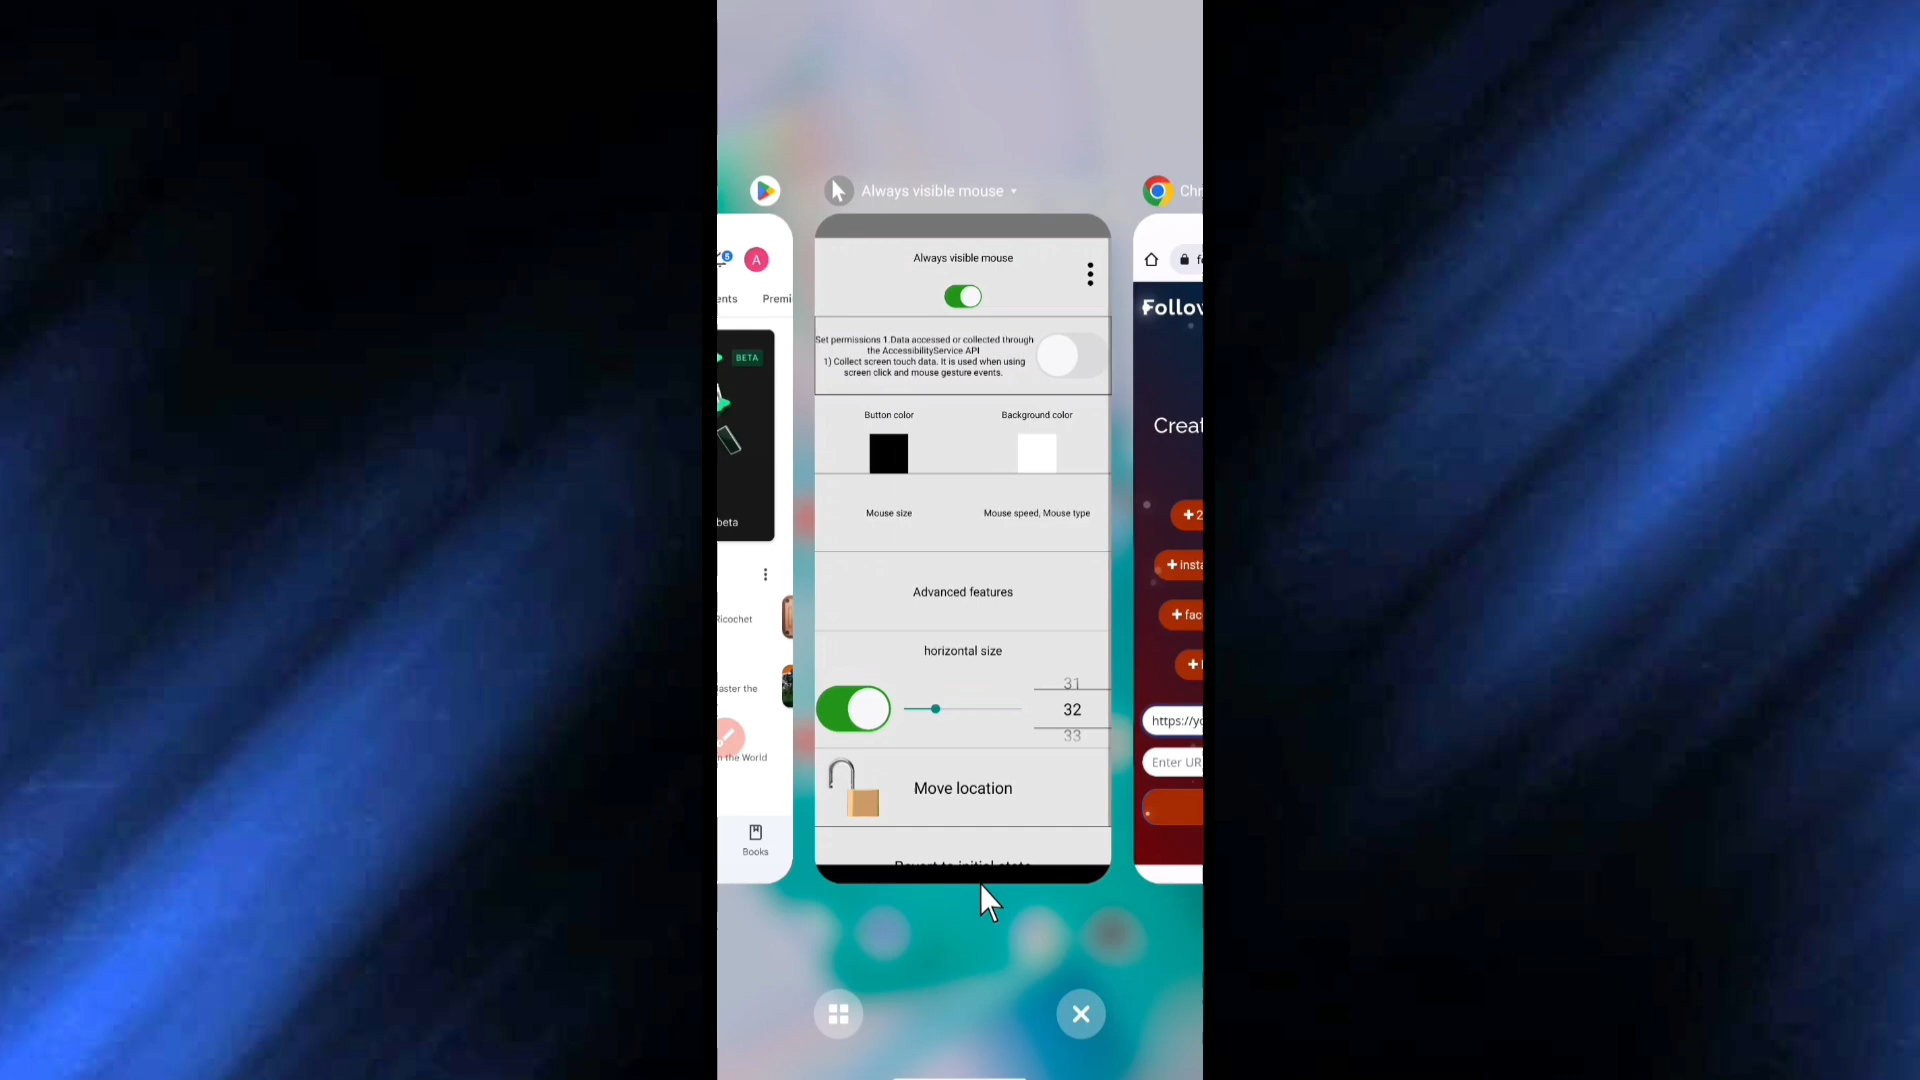 Always visible mouse
Chr
A
ents Premi
BETA
beta
Ricochet
laster the
n the World
Books
Always visible mouse
Set permissions 1.Data accessed or collected through
the AccessibilityService API
1) Collect screen touch data. It is used when using
screen click and mouse gesture events.
Button color
Background color
Mouse size
Mouse speed, Mouse type
Advanced features
horizontal size
31
32
33
Move location
Follov
Creat
+ 2
+ insta
+ fac
+
https://yo
Enter UR